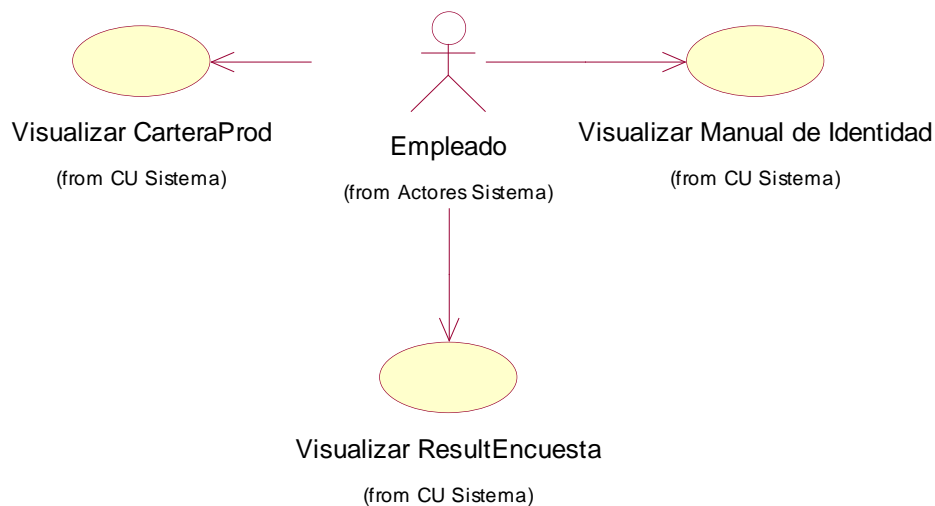 Visualizar CarteraProd
(from CU Sistema)
Empleado
(from Actores Sistema)
Visualizar Manual de Identidad
(from CU Sistema)
Visualizar ResultEncuesta
(from CU Sistema)